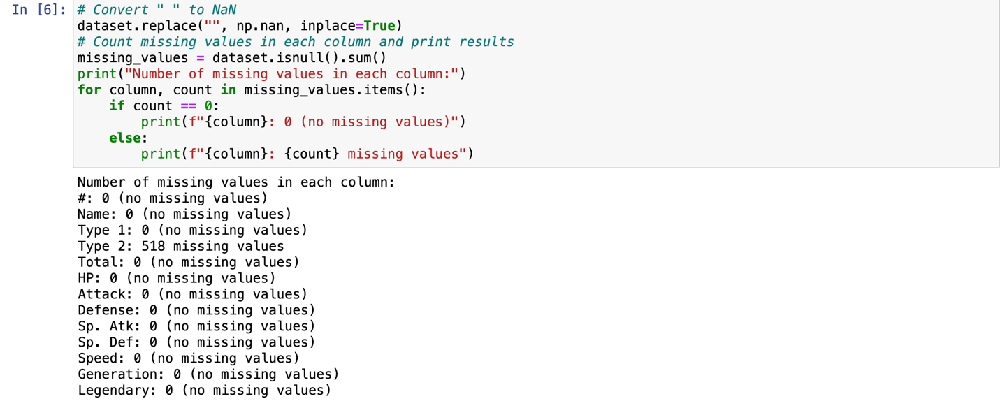 In [6]: # Convert " " to NaN
dataset.replace("", np.nan, inplace=True)
# Count missing values in each column and print results
missing_values = dataset.isnull().sum()
print("Number of missing values in each column:")
for column, count in missing_values.items():
    if count == 0:
        print(f"{column}: 0 (no missing values)")
    else:
        print(f"{column}: {count} missing values")
Number of missing values in each column:
#: 0 (no missing values)
Name: 0 (no missing values)
Type 1: 0 (no missing values)
Type 2: 518 missing values
Total: 0 (no missing values)
HP: 0 (no missing values)
Attack: 0 (no missing values)
Defense: 0 (no missing values)
Sp. Atk: 0 (no missing values)
Sp. Def: 0 (no missing values)
Speed: 0 (no missing values)
Generation: 0 (no missing values)
Legendary: 0 (no missing values)